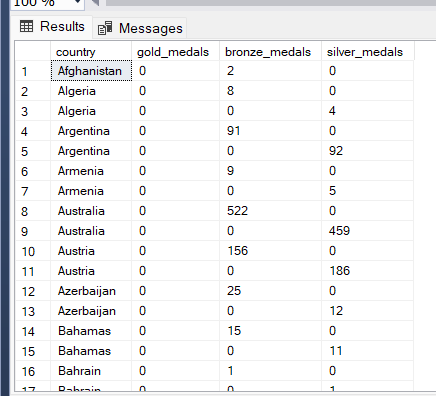 100 %
Results Messages
country gold_medals bronze_medals silver_medals
1 Afghanistan 0 2 0
2 Algeria 0 8 0
3 Algeria 0 0 4
4 Argentina 0 91 0
5 Argentina 0 0 92
6 Armenia 0 9 0
7 Armenia 0 0 5
8 Australia 0 522 0
9 Australia 0 0 459
10 Austria 0 156 0
11 Austria 0 0 186
12 Azerbaijan 0 25 0
13 Azerbaijan 0 0 12
14 Bahamas 0 15 0
15 Bahamas 0 0 11
16 Bahrain 0 1 0
17 Bahrain 0 0 1